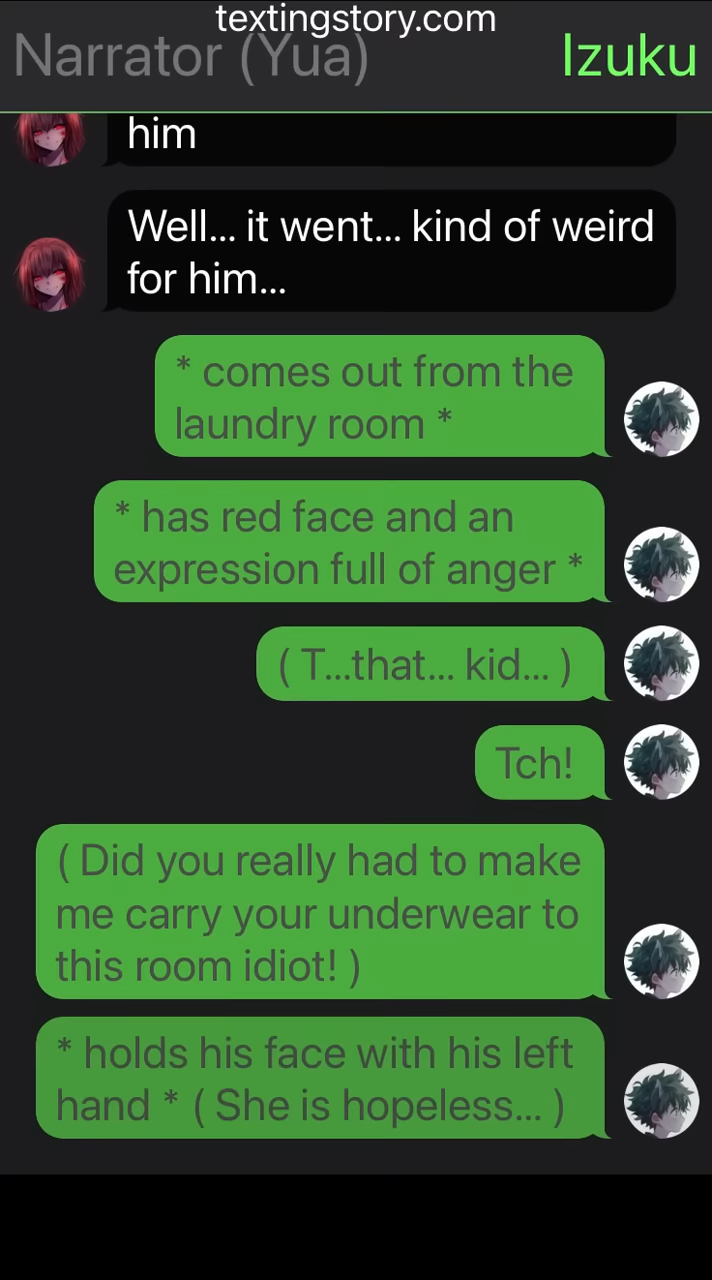 textingstory.com
Narrator (Yua)
Izuku
him
Well... it went... kind of weird
for him...
* comes out from the
laundry room *
* has red face and an
expression full of anger *
( T...that... kid... )
Tch!
( Did you really had to make
me carry your underwear to
this room idiot! )
* holds his face with his left
hand * ( She is hopeless... )